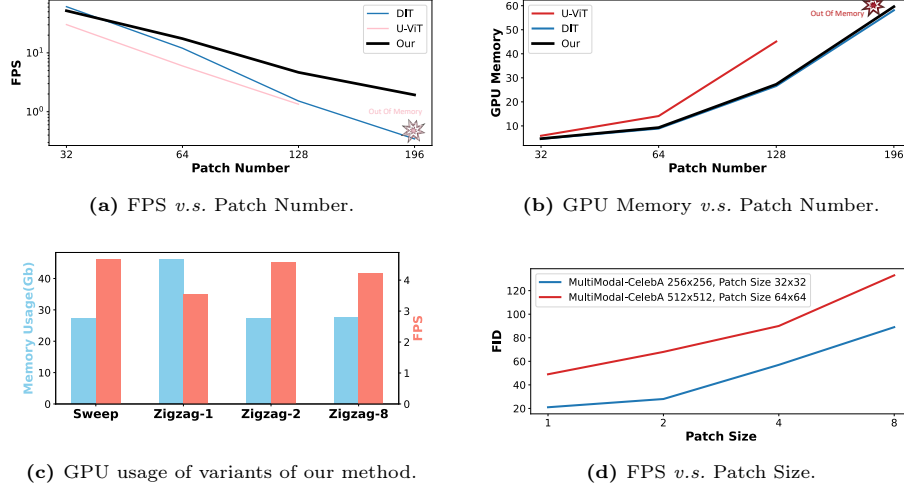 DIT
U-ViT
Our
FPS
10¹
10⁰
Out Of Memory
32
64
128
196
Patch Number
(a) FPS v.s. Patch Number.
Out Of Memory
U-ViT
DIT
Our
GPU Memory
60
50
40
30
20
10
32
64
128
196
Patch Number
(b) GPU Memory v.s. Patch Number.
Memory Usage(Gb)
40
30
20
10
0
4
3
2
1
0
FPS
Sweep
Zigzag-1
Zigzag-2
Zigzag-8
(c) GPU usage of variants of our method.
MultiModal-CelebA 256x256, Patch Size 32x32
MultiModal-CelebA 512x512, Patch Size 64x64
FID
120
100
80
60
40
20
1
2
4
8
Patch Size
(d) FPS v.s. Patch Size.